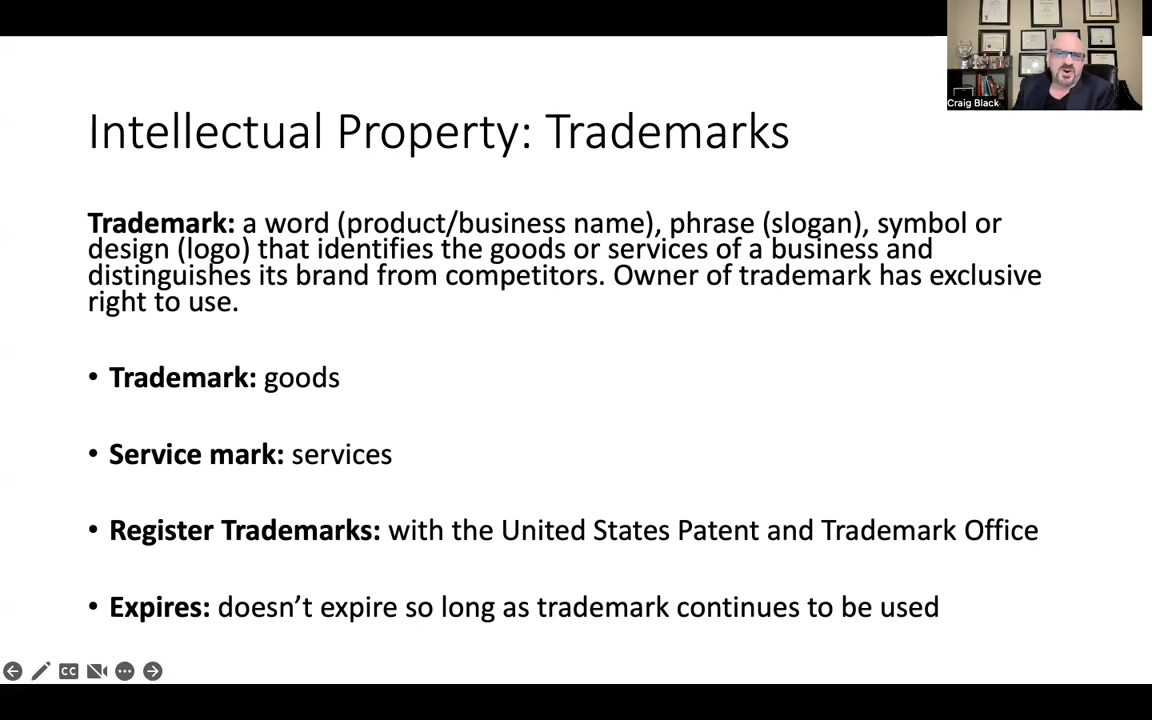 Craig Black
Intellectual Property: Trademarks
Trademark: a word (product/business name), phrase (slogan), symbol or
design (logo) that identifies the goods or services of a business and
distinguishes its brand from competitors. Owner of trademark has exclusive
right to use.
• Trademark: goods
• Service mark: services
• Register Trademarks: with the United States Patent and Trademark Office
• Expires: doesn’t expire so long as trademark continues to be used
CC